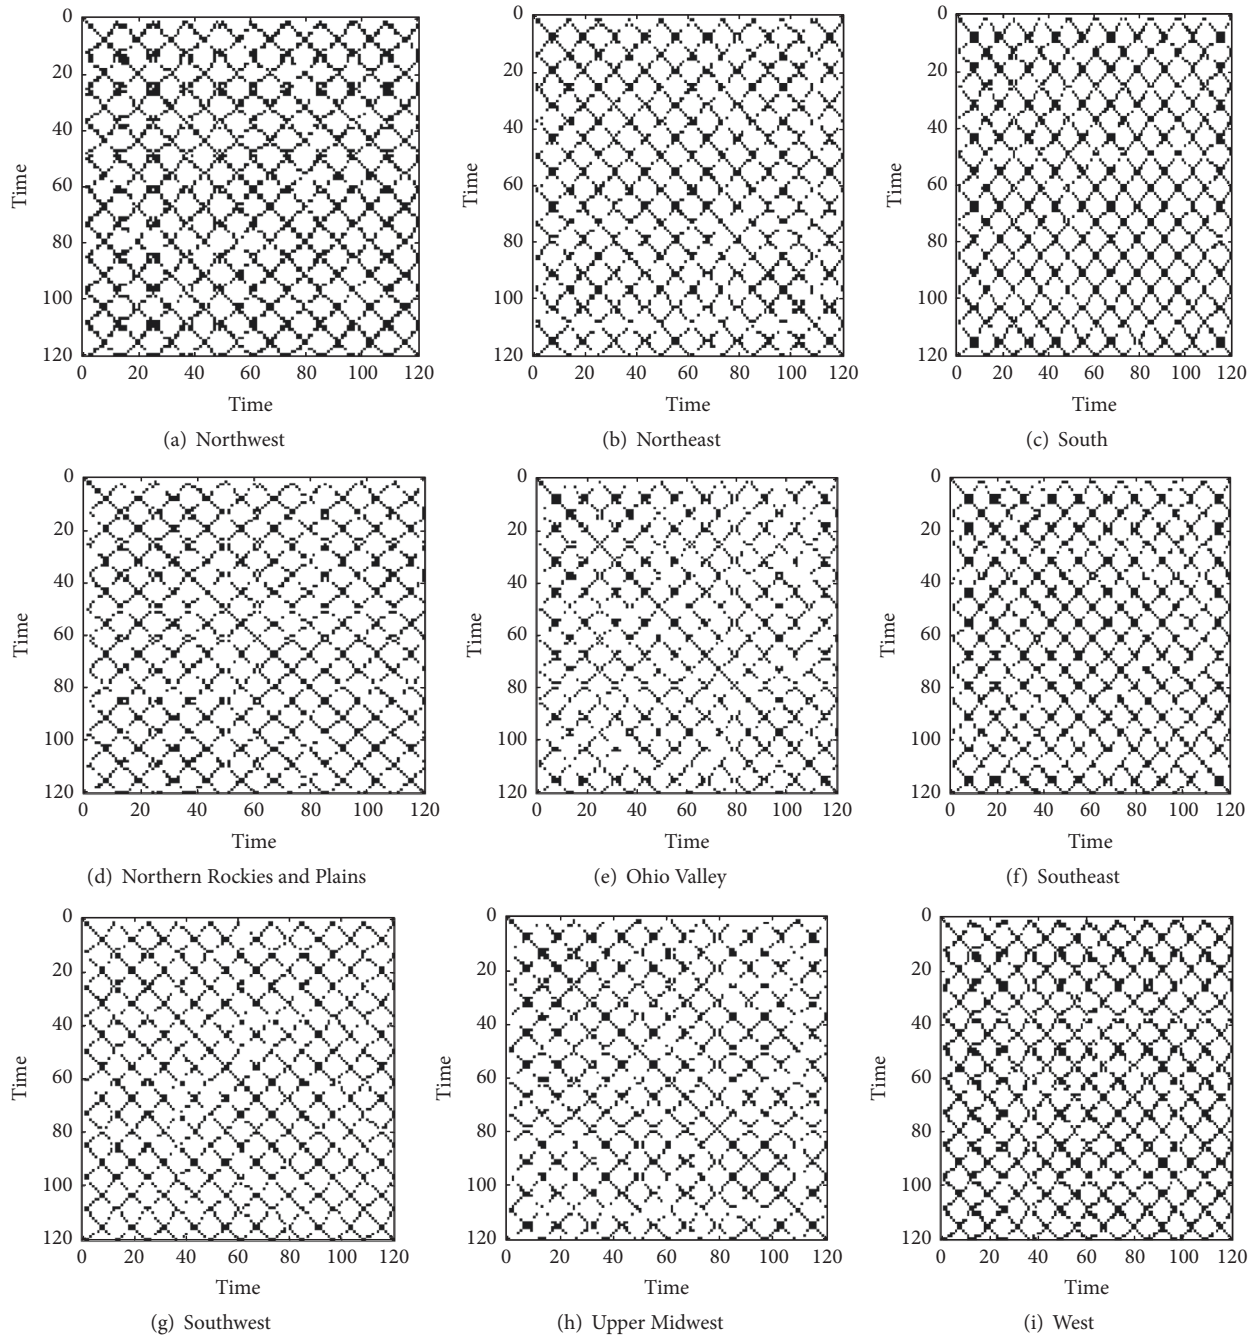 0 0 0
20 20 20
40 40 40
60 60 60
80 80 80
100 100 100
120 120 120
Time Time Time
0 20 40 60 80 100 120 0 20 40 60 80 100 120 0 20 40 60 80 100 120
Time Time Time
(a) Northwest (b) Northeast (c) South
0 0 0
20 20 20
40 40 40
60 60 60
80 80 80
100 100 100
120 120 120
Time Time Time
0 20 40 60 80 100 120 0 20 40 60 80 100 120 0 20 40 60 80 100 120
Time Time Time
(d) Northern Rockies and Plains (e) Ohio Valley (f) Southeast
0 0 0
20 20 20
40 40 40
60 60 60
80 80 80
100 100 100
120 120 120
Time Time Time
0 20 40 60 80 100 120 0 20 40 60 80 100 120 0 20 40 60 80 100 120
Time Time Time
(g) Southwest (h) Upper Midwest (i) West